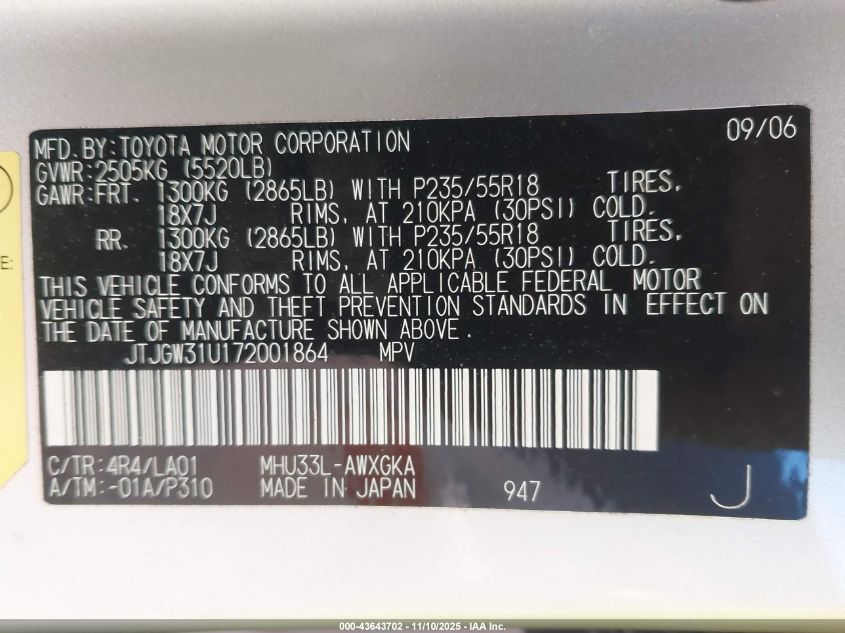 MFD. BY: TOYOTA MOTOR CORPORATION 09/06
GVWR: 2505KG (5520LB)
GAWR: FRT. 1300KG (2865LB) WITH P235/55R18 TIRES,
18X7J RIMS, AT 210KPA (30PSI) COLD.
RR. 1300KG (2865LB) WITH P235/55R18 TIRES,
18X7J RIMS, AT 210KPA (30PSI) COLD.
THIS VEHICLE CONFORMS TO ALL APPLICABLE FEDERAL MOTOR
VEHICLE SAFETY AND THEFT PREVENTION STANDARDS IN EFFECT ON
THE DATE OF MANUFACTURE SHOWN ABOVE.
JTJGW31U172001864 MPV
C/TR: 4R4/LA01 MHU33L-AWXGKA
A/TM: -01A/P310 MADE IN JAPAN 947 J
E:
000-43643702 - 11/10/2025 - IAA Inc.